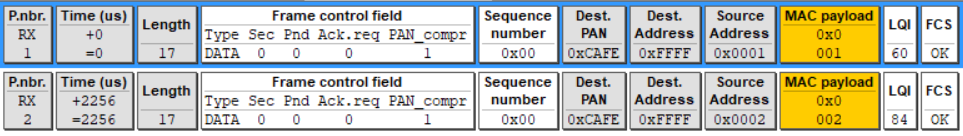 P.nbr. Time (us) Length Frame control field Sequence Dest. Dest. Source MAC payload LQI FCS
RX +0 Type Sec Pnd Ack.req PAN_compr number PAN Address Address 0x0
1 =0 17 DATA 0 0 0 1 0x00 0xCAFE 0xFFFF 0x0001 001 60 OK
P.nbr. Time (us) Length Frame control field Sequence Dest. Dest. Source MAC payload LQI FCS
RX +2256 Type Sec Pnd Ack.req PAN_compr number PAN Address Address 0x0
2 =2256 17 DATA 0 0 0 1 0x00 0xCAFE 0xFFFF 0x0002 002 84 OK